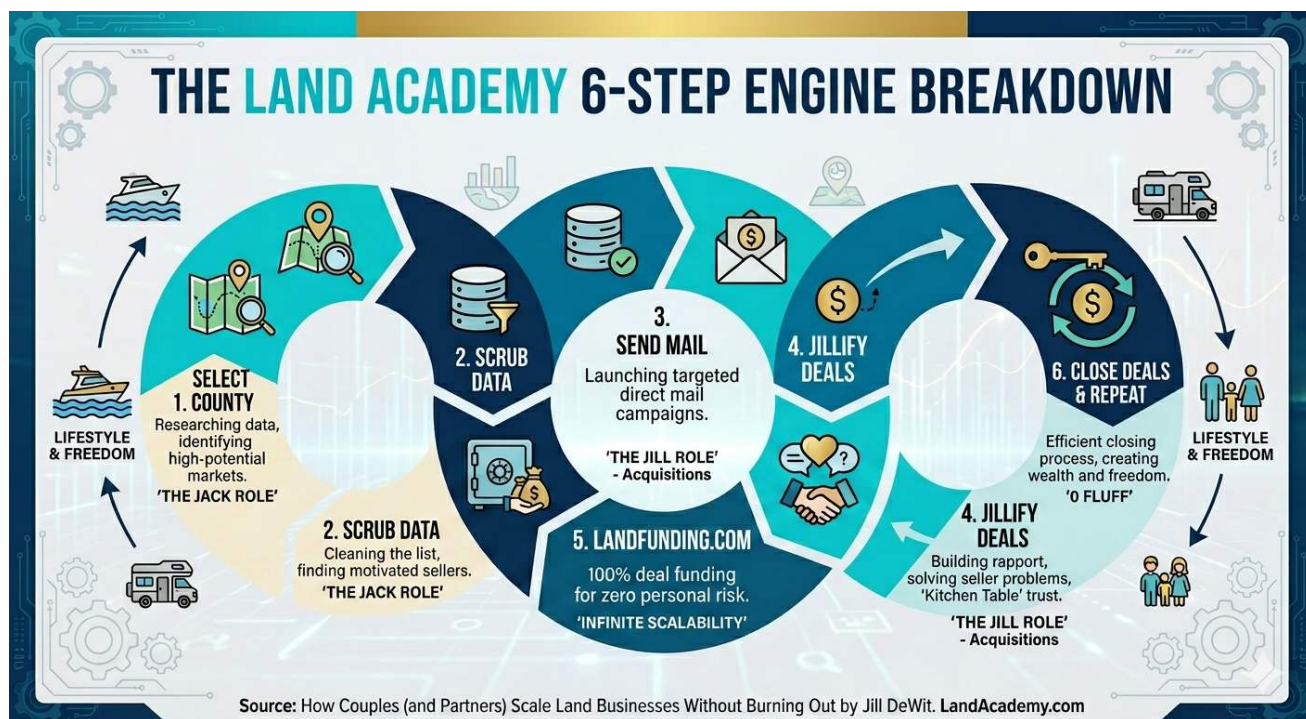 THE LAND ACADEMY 6-STEP ENGINE BREAKDOWN
LIFESTYLE
& FREEDOM
SELECT
1. COUNTY
Researching data,
identifying
high-potential
markets.
'THE JACK ROLE'
2. SCRUB DATA
Cleaning the list,
finding motivated sellers.
'THE JACK ROLE'
2. SCRUB
DATA
3.
SEND MAIL
Launching targeted
direct mail
campaigns.
'THE JILL ROLE'
- Acquisitions
4. JILLIFY
DEALS
5. LANDFUNDING.COM
100% deal funding
for zero personal risk.
'INFINITE SCALABILITY'
4. JILLIFY
DEALS
Building rapport,
solving seller problems,
'Kitchen Table' trust.
'THE JILL ROLE'
- Acquisitions
6. CLOSE DEALS
& REPEAT
Efficient closing
process, creating
wealth and freedom.
'0 FLUFF'
LIFESTYLE
& FREEDOM
Source: How Couples (and Partners) Scale Land Businesses Without Burning Out by Jill DeWit. LandAcademy.com